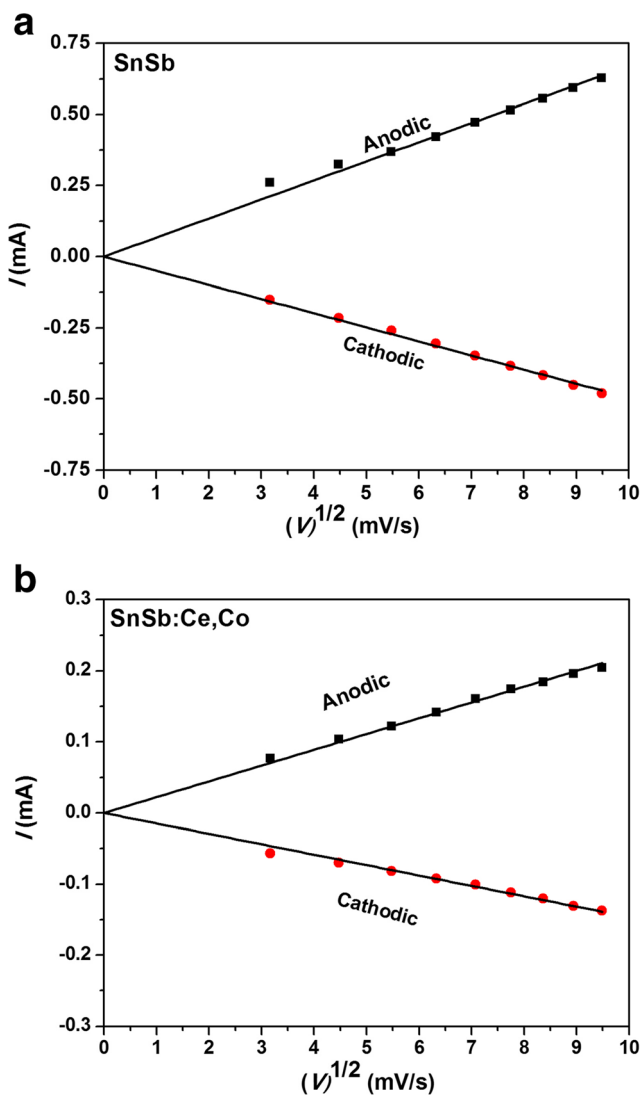 a
SnSb
0.75
0.50
0.25
0.00
-0.25
-0.50
-0.75
I (mA)
Anodic
Cathodic
0 1 2 3 4 5 6 7 8 9 10
(V)^1/2 (mV/s)
b
SnSb:Ce,Co
0.3
0.2
0.1
0.0
-0.1
-0.2
-0.3
I (mA)
Anodic
Cathodic
0 1 2 3 4 5 6 7 8 9 10
(V)^1/2 (mV/s)